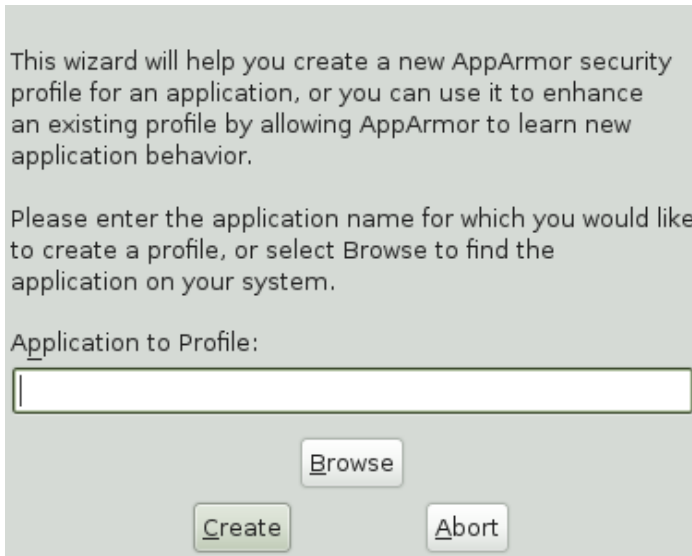 This wizard will help you create a new AppArmor security
profile for an application, or you can use it to enhance
an existing profile by allowing AppArmor to learn new
application behavior.
Please enter the application name for which you would like
to create a profile, or select Browse to find the
application on your system.
Application to Profile:
Browse
Create Abort